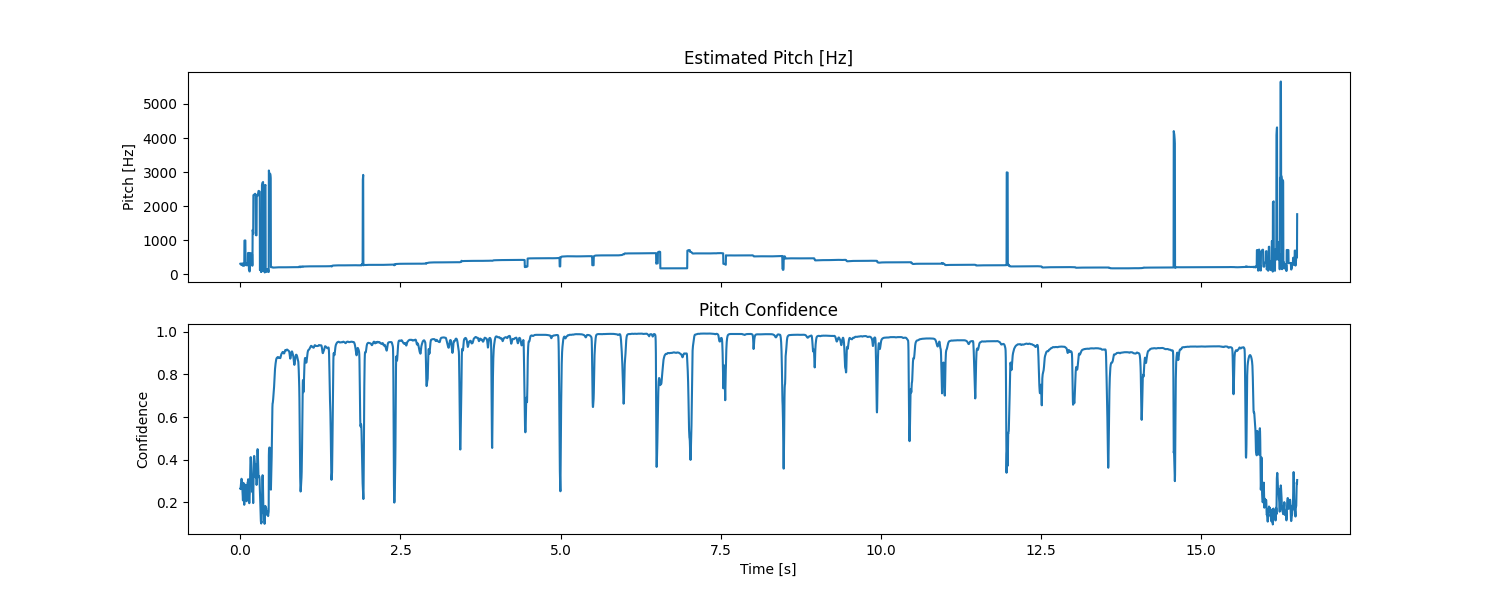 Estimated Pitch [Hz]
Pitch [Hz]
5000
4000
3000
2000
1000
0
Pitch Confidence
Confidence
1.0
0.8
0.6
0.4
0.2
0.0 2.5 5.0 7.5 10.0 12.5 15.0
Time [s]